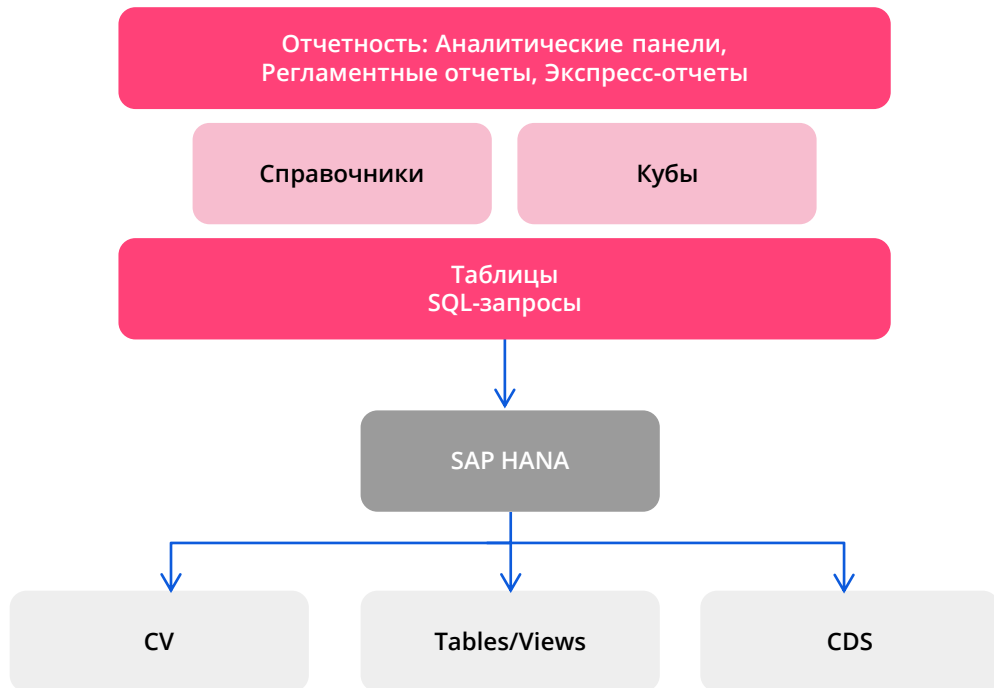 Отчетность: Аналитические панели,
Регламентные отчеты, Экспресс-отчеты
Справочники
Кубы
Таблицы
SQL-запросы
SAP HANA
CV
Tables/Views
CDS